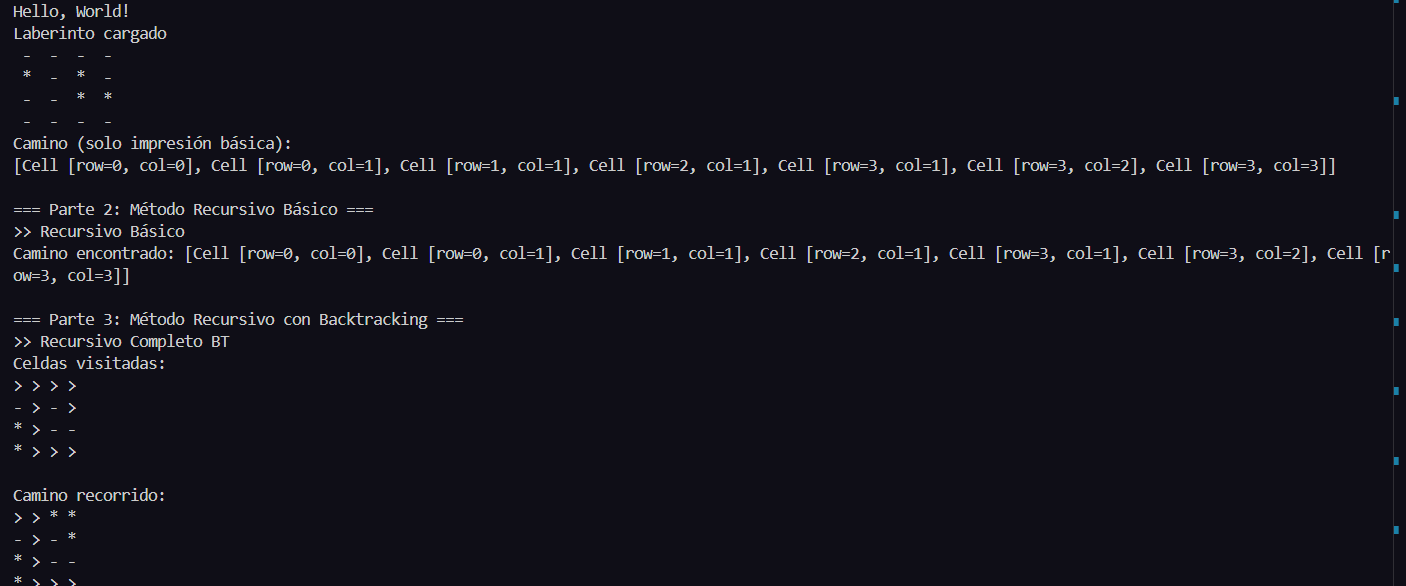 Hello, World!
Laberinto cargado
-  -  -  -
*  -  *  -
-  -  *  *
-  -  -  -
Camino (solo impresión básica):
[Cell [row=0, col=0], Cell [row=0, col=1], Cell [row=1, col=1], Cell [row=2, col=1], Cell [row=3, col=1], Cell [row=3, col=2], Cell [row=3, col=3]]
=== Parte 2: Método Recursivo Básico ===
>> Recursivo Básico
Camino encontrado: [Cell [row=0, col=0], Cell [row=0, col=1], Cell [row=1, col=1], Cell [row=2, col=1], Cell [row=3, col=1], Cell [row=3, col=2], Cell [r
ow=3, col=3]]
=== Parte 3: Método Recursivo con Backtracking ===
>> Recursivo Completo BT
Celdas visitadas:
> > > >
- > - >
* > - -
* > > >
Camino recorrido:
> > * *
- > - *
* > - -
* > > >